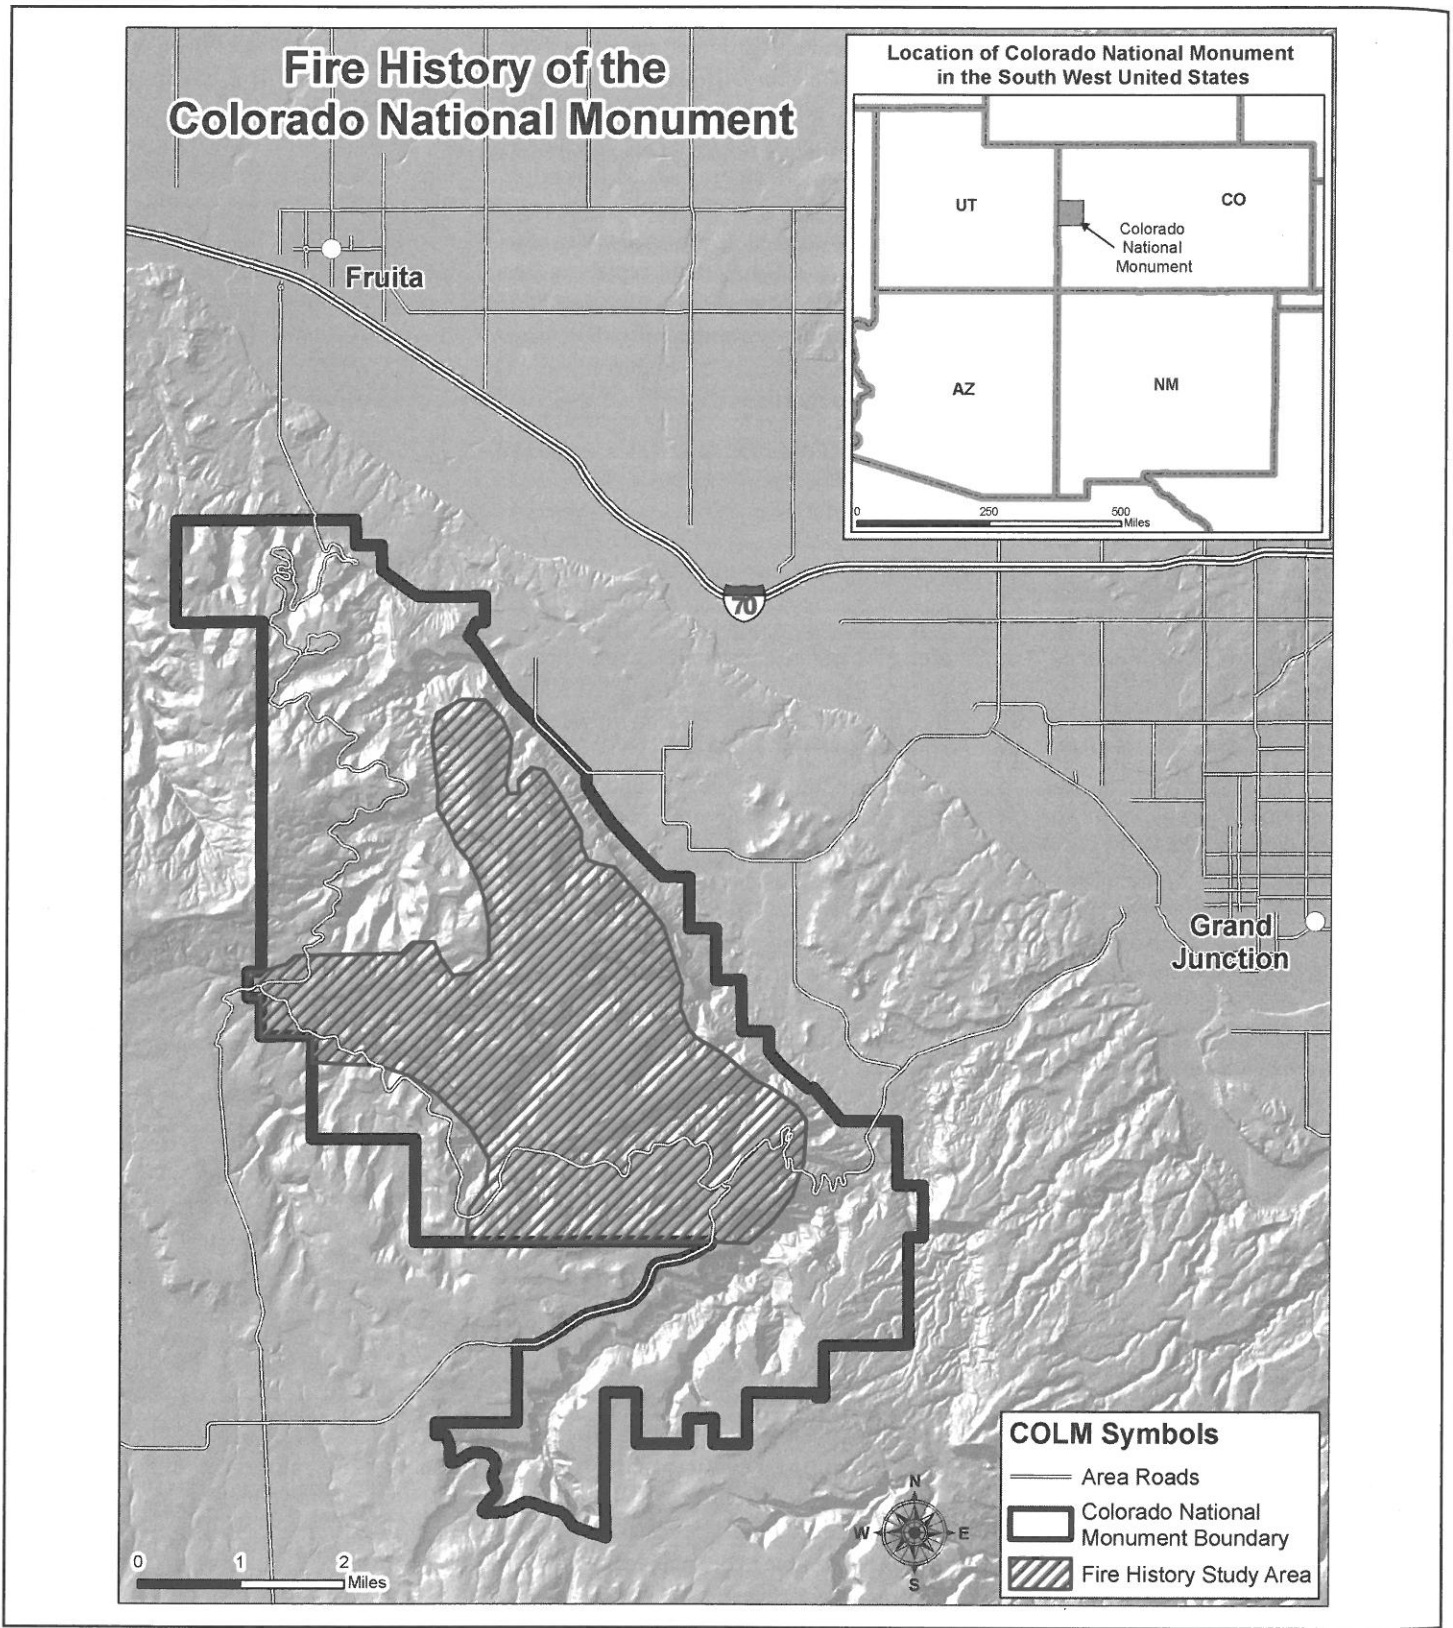 Fire History of the
Colorado National Monument
Location of Colorado National Monument
in the South West United States
UT
CO
Colorado
National
Monument
AZ
NM
0
250
500
Miles
Fruita
70
Grand
Junction
COLM Symbols
Area Roads
Colorado National
Monument Boundary
Fire History Study Area
N
W
E
S
0
1
2
Miles